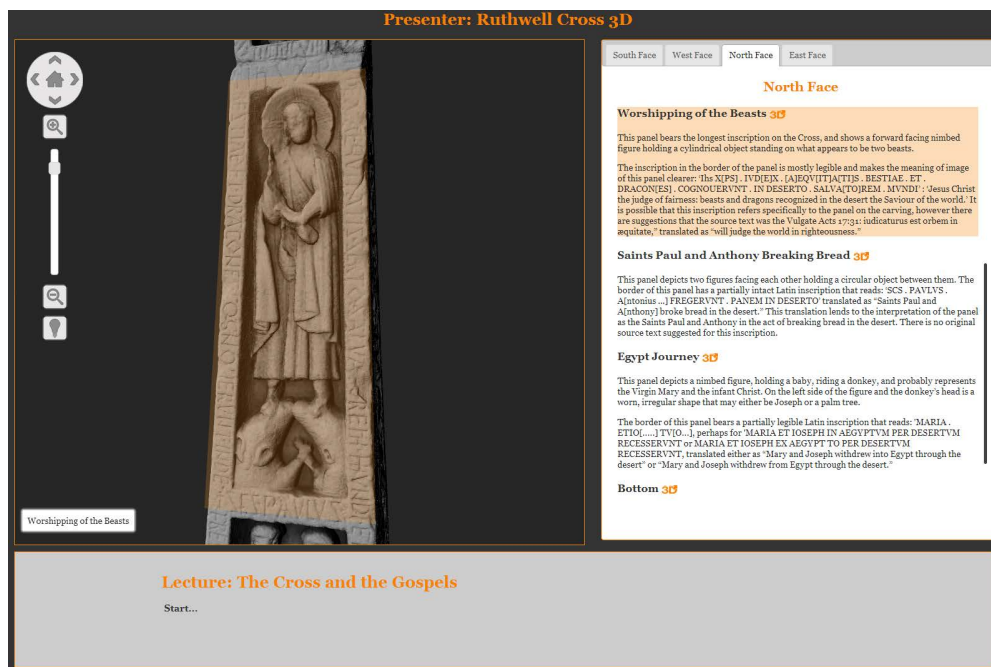 Presenter: Ruthwell Cross 3D
Worshipping of the Beasts
South Face
West Face
North Face
East Face
North Face
Worshipping of the Beasts 3D
This panel bears the longest inscription on the Cross, and shows a forward facing nimbed
figure holding a cylindrical object standing on what appears to be two beasts.
The inscription in the border of the panel is mostly legible and makes the meaning of image
of this panel clearer: 'Ihs X[PS] . IVD[E]X . [A]EQV[IT]A[TI]S . BESTIAE . ET .
DRACON[ES] . COGNOUERVNT . IN DESERTO . SALVA[TO]REM . MVNDI' : 'Jesus Christ
the judge of fairness: beasts and dragons recognized in the desert the Saviour of the world.' It
is possible that this inscription refers specifically to the panel on the carving, however there
are suggestions that the source text was the Vulgate Acts 17:31: iudicaturus est orbem in
æquitate," translated as "will judge the world in righteousness."
Saints Paul and Anthony Breaking Bread 3D
This panel depicts two figures facing each other holding a circular object between them. The
border of this panel has a partially intact Latin inscription that reads: 'SCS . PAVLVS .
A[ntonius ...] FREGERVNT . PANEM IN DESERTO' translated as "Saints Paul and
A[nthony] broke bread in the desert." This translation lends to the interpretation of the panel
as the Saints Paul and Anthony in the act of breaking bread in the desert. There is no original
source text suggested for this inscription.
Egypt Journey 3D
This panel depicts a nimbed figure, holding a baby, riding a donkey, and probably represents
the Virgin Mary and the infant Christ. On the left side of the figure and the donkey's head is a
worn, irregular shape that may either be Joseph or a palm tree.
The border of this panel bears a partially legible Latin inscription that reads: 'MARIA .
ETIO[.....] TV[O...], perhaps for 'MARIA ET IOSEPH IN AEGYPTVM PER DESERTVM
RECESSERVNT or MARIA ET IOSEPH EX AEGYPT TO PER DESERTVM
RECESSERVNT, translated either as "Mary and Joseph withdrew into Egypt through the
desert" or "Mary and Joseph withdrew from Egypt through the desert."
Bottom 3D
Lecture: The Cross and the Gospels
Start...